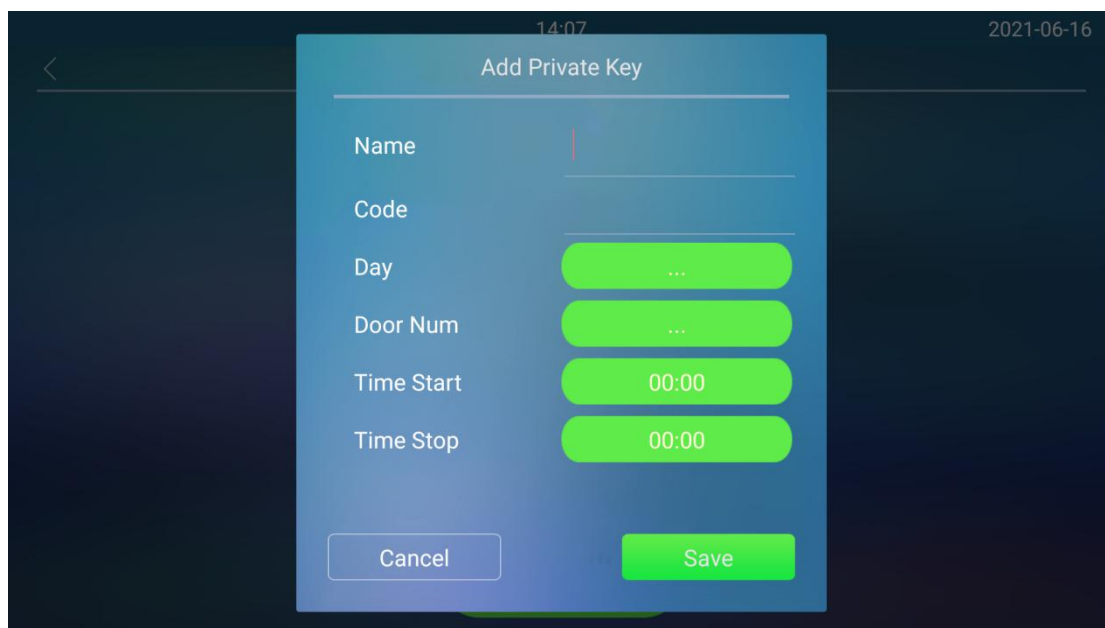 14:07
2021-06-16
Add Private Key
Name
Code
Day ...
Door Num ...
Time Start 00:00
Time Stop 00:00
Cancel Save